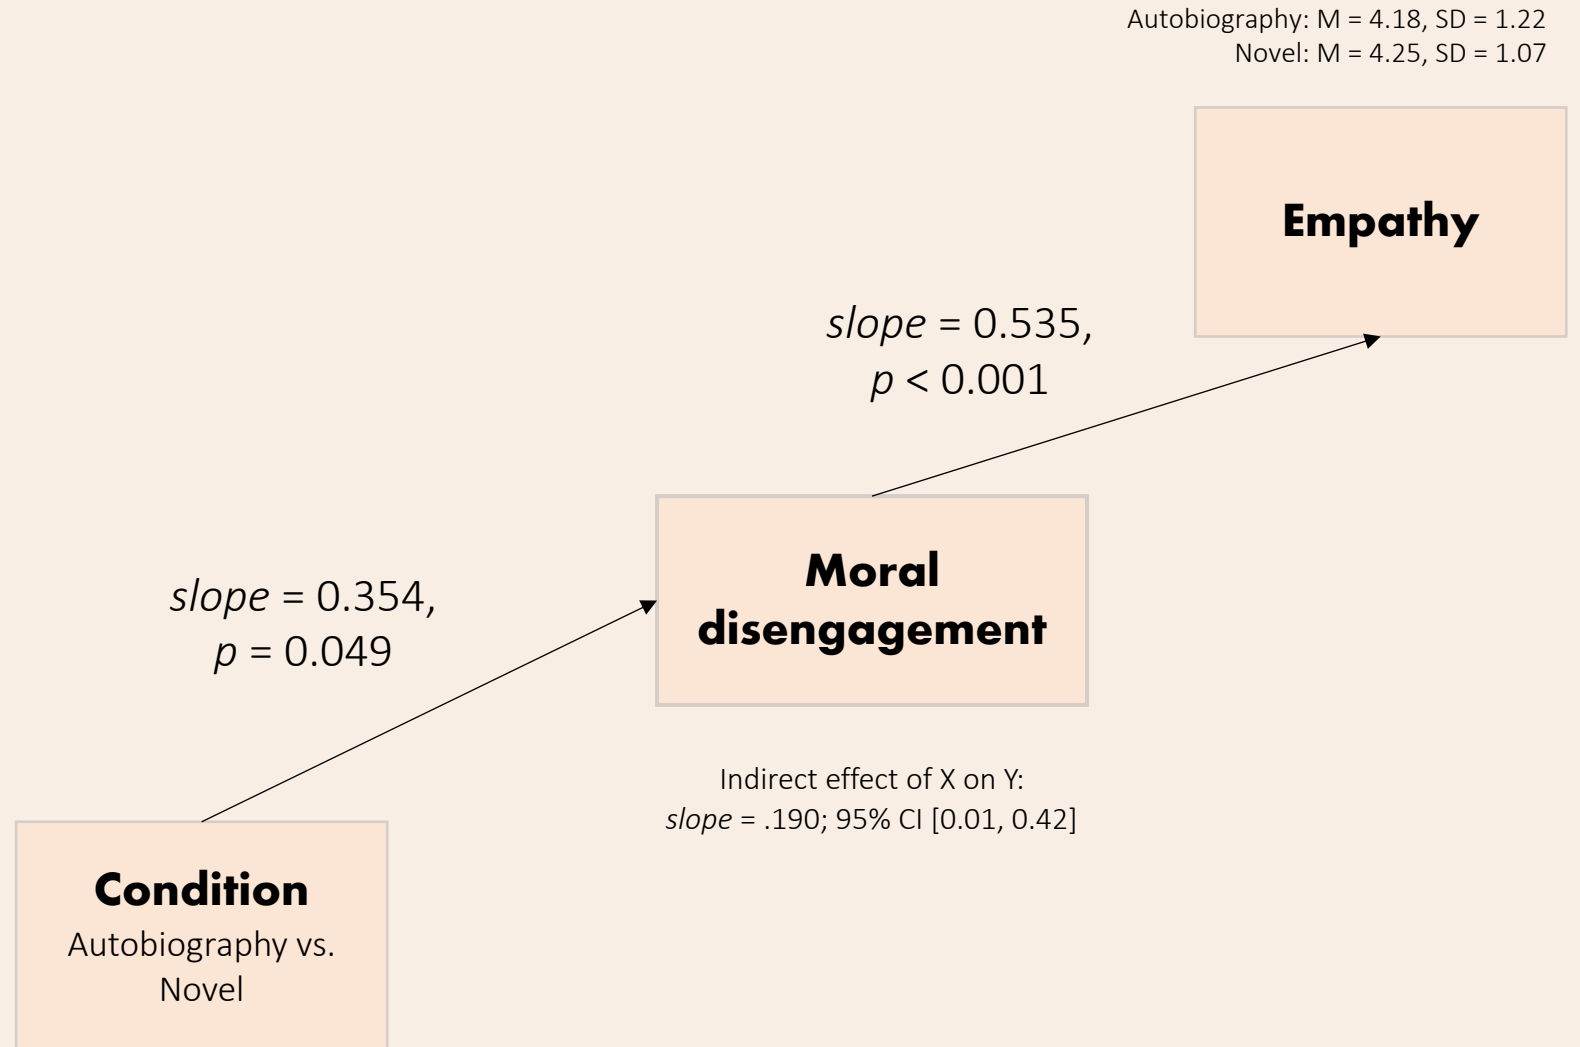 Autobiography: M = 4.18, SD = 1.22
Novel: M = 4.25, SD = 1.07
Empathy
slope = 0.535,
p < 0.001
Moral
disengagement
slope = 0.354,
p = 0.049
Indirect effect of X on Y:
slope = .190; 95% CI [0.01, 0.42]
Condition
Autobiography vs.
Novel